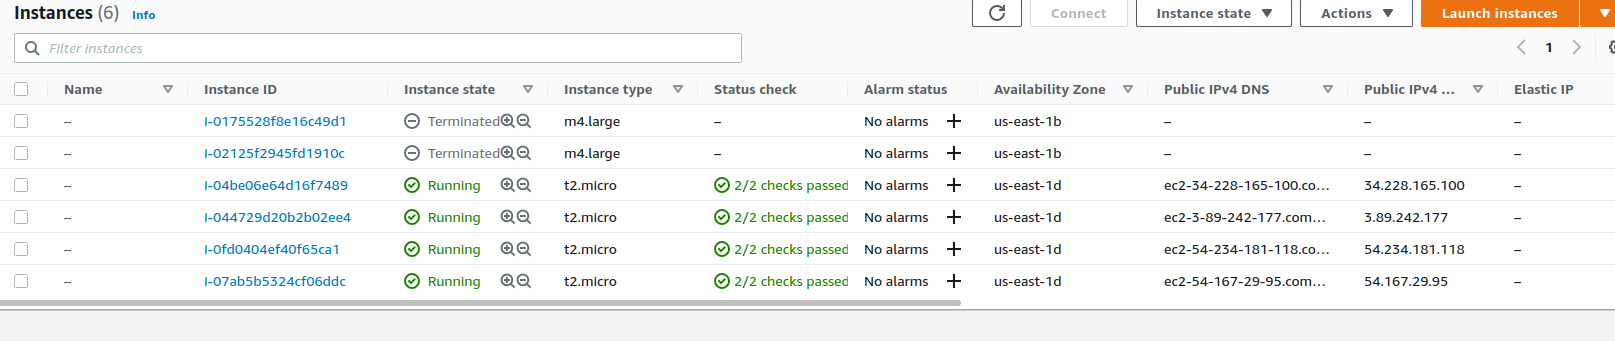 Instances (6) Info Connect Instance state Actions Launch instances
Filter instances 1
Name Instance ID Instance state Instance type Status check Alarm status Availability Zone Public IPv4 DNS Public IPv4 ... Elastic IP
– i-0175528f8e16c49d1 Terminated m4.large – No alarms us-east-1b – – –
– i-02125f2945fd1910c Terminated m4.large – No alarms us-east-1b – – –
– i-04be06e64d16f7489 Running t2.micro 2/2 checks passed No alarms us-east-1d ec2-34-228-165-100.co... 34.228.165.100 –
– i-044729d20b2b02ee4 Running t2.micro 2/2 checks passed No alarms us-east-1d ec2-3-89-242-177.com... 3.89.242.177 –
– i-0fd0404ef40f65ca1 Running t2.micro 2/2 checks passed No alarms us-east-1d ec2-54-234-181-118.co... 54.234.181.118 –
– i-07ab5b5324cf06ddc Running t2.micro 2/2 checks passed No alarms us-east-1d ec2-54-167-29-95.com... 54.167.29.95 –